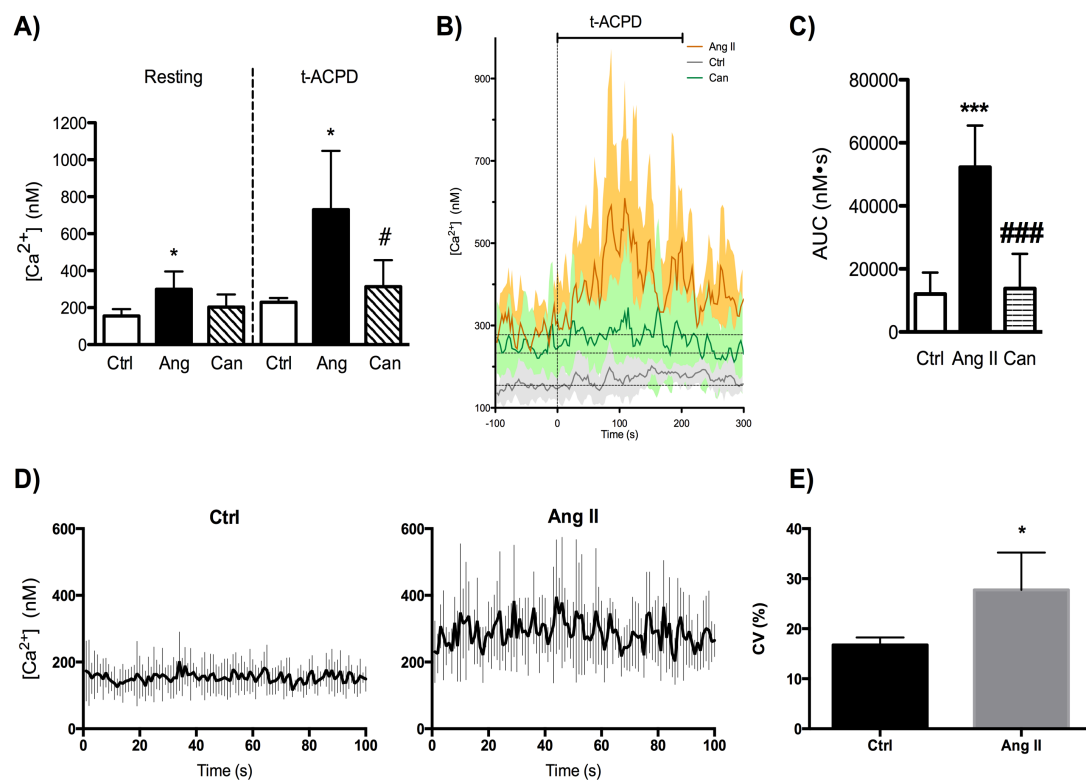 A)
Resting
t-ACPD
[Ca2+] (nM)
1200
1000
800
600
400
200
0
*
*
#
Ctrl Ang Can Ctrl Ang Can
B)
t-ACPD
Ang II
Ctrl
Can
[Ca2+] (nM)
900
700
500
300
100
-100 0 100 200 300
Time (s)
C)
AUC (nM•s)
80000
60000
40000
20000
0
***
###
Ctrl Ang II Can
D)
Ctrl
[Ca2+] (nM)
600
400
200
0
0 20 40 60 80 100
Time (s)
Ang II
600
400
200
0
0 20 40 60 80 100
Time (s)
E)
CV (%)
40
30
20
10
0
*
Ctrl Ang II